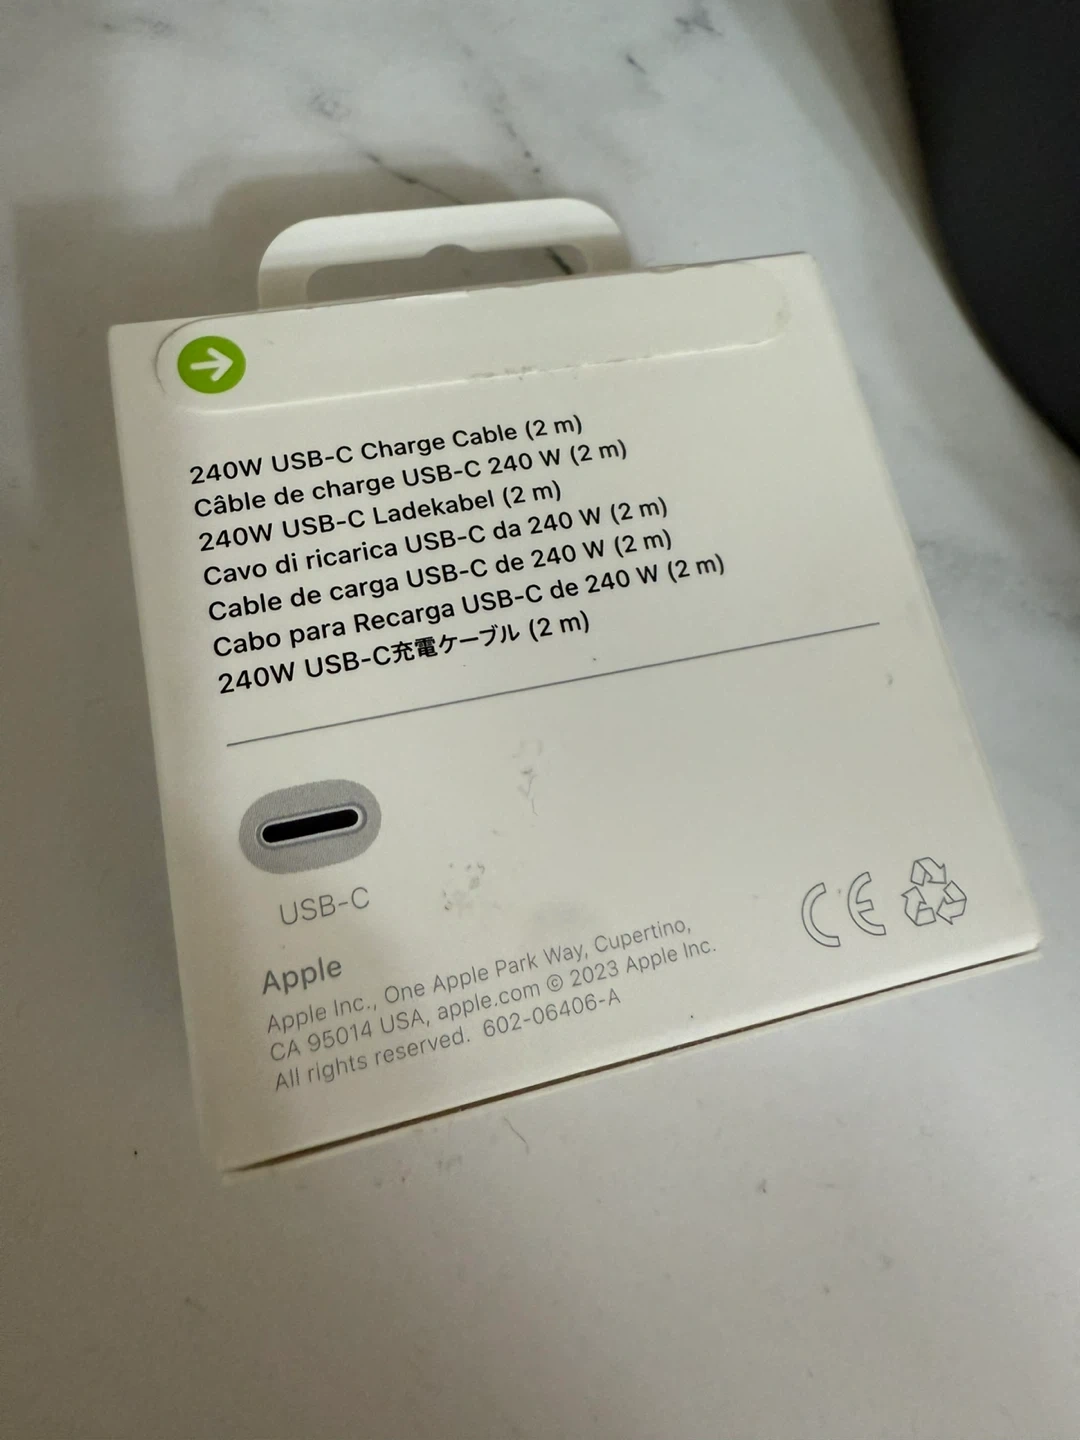 240W USB-C Charge Cable (2 m)
Câble de charge USB-C 240 W (2 m)
240W USB-C Ladekabel (2 m)
Cavo di ricarica USB-C da 240 W (2 m)
Cable de carga USB-C de 240 W (2 m)
Cabo para Recarga USB-C de 240 W (2 m)
240W USB-C充電ケーブル (2 m)
USB-C
Apple
Apple Inc., One Apple Park Way, Cupertino,
CA 95014 USA, apple.com © 2023 Apple Inc.
All rights reserved. 602-06406-A
CE